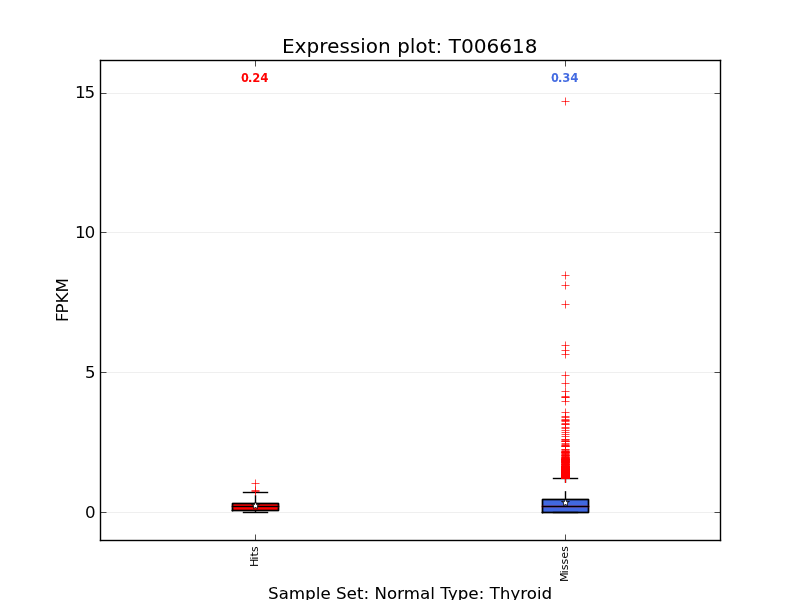 Expression plot: T006618
0.24
0.34
15
10
5
0
FPKM
Hits
Misses
Sample Set: Normal Type: Thyroid